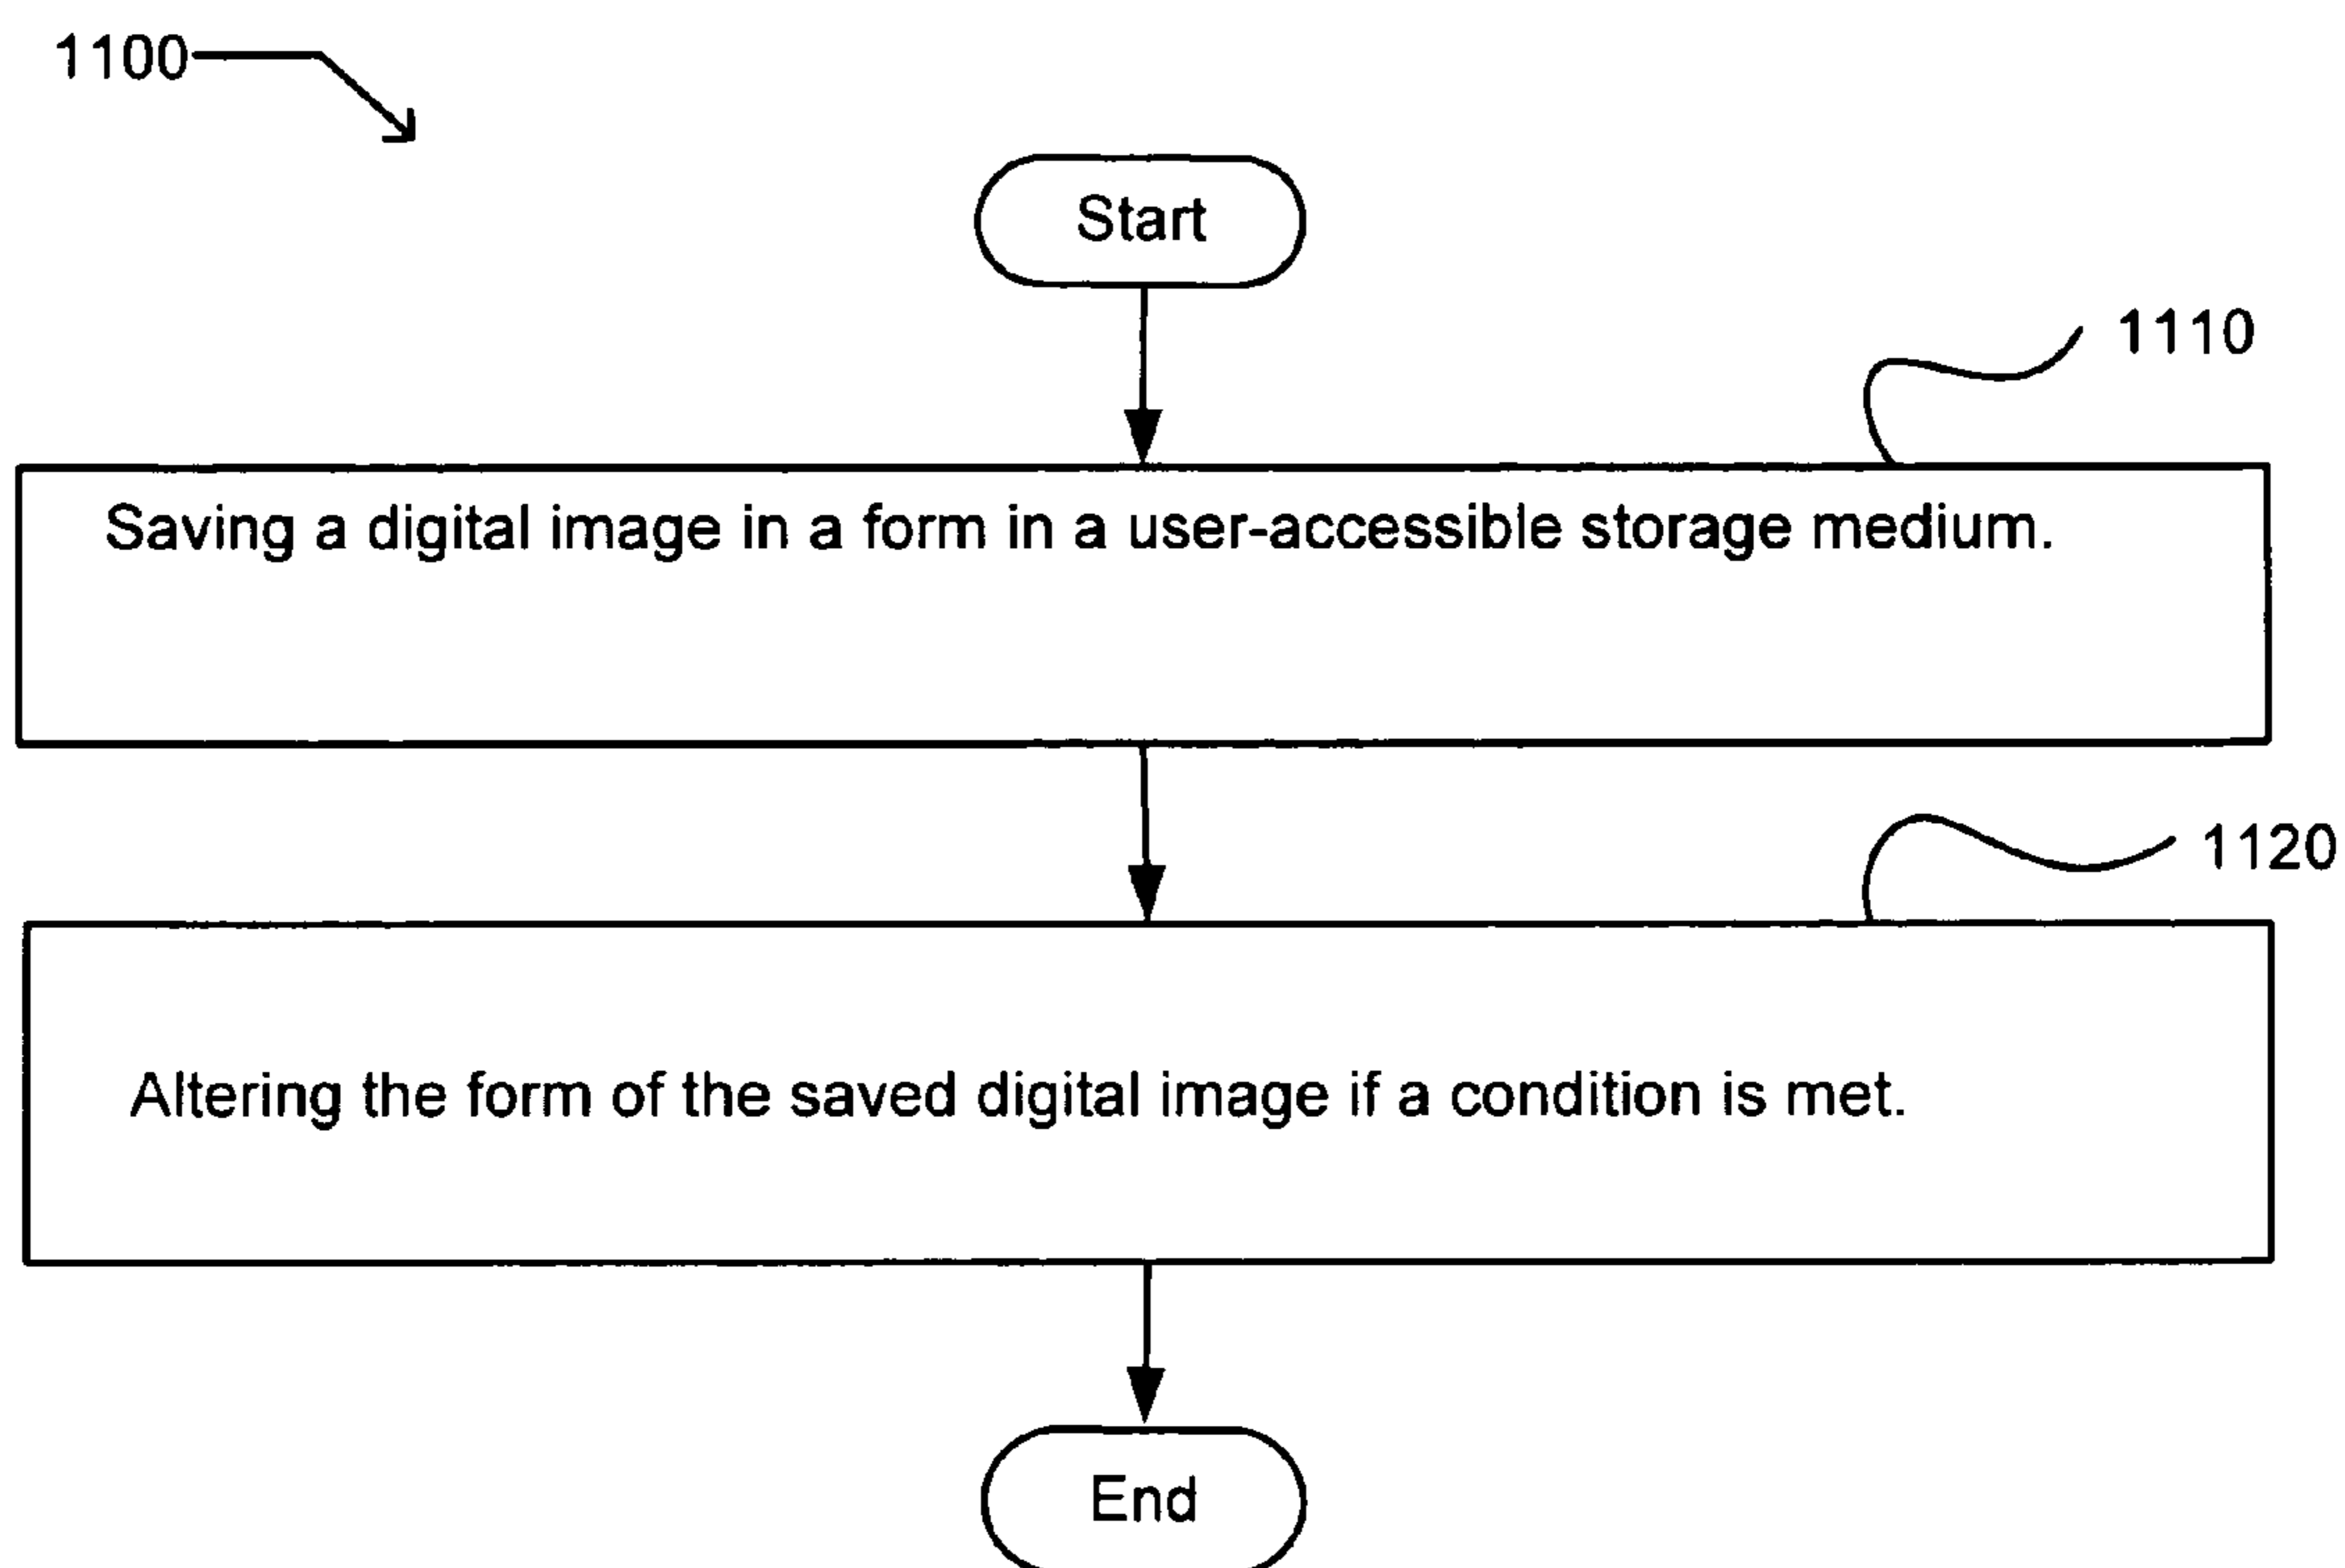 1100
Start
1110
Saving a digital image in a form in a user-accessible storage medium.
1120
Altering the form of the saved digital image if a condition is met.
End